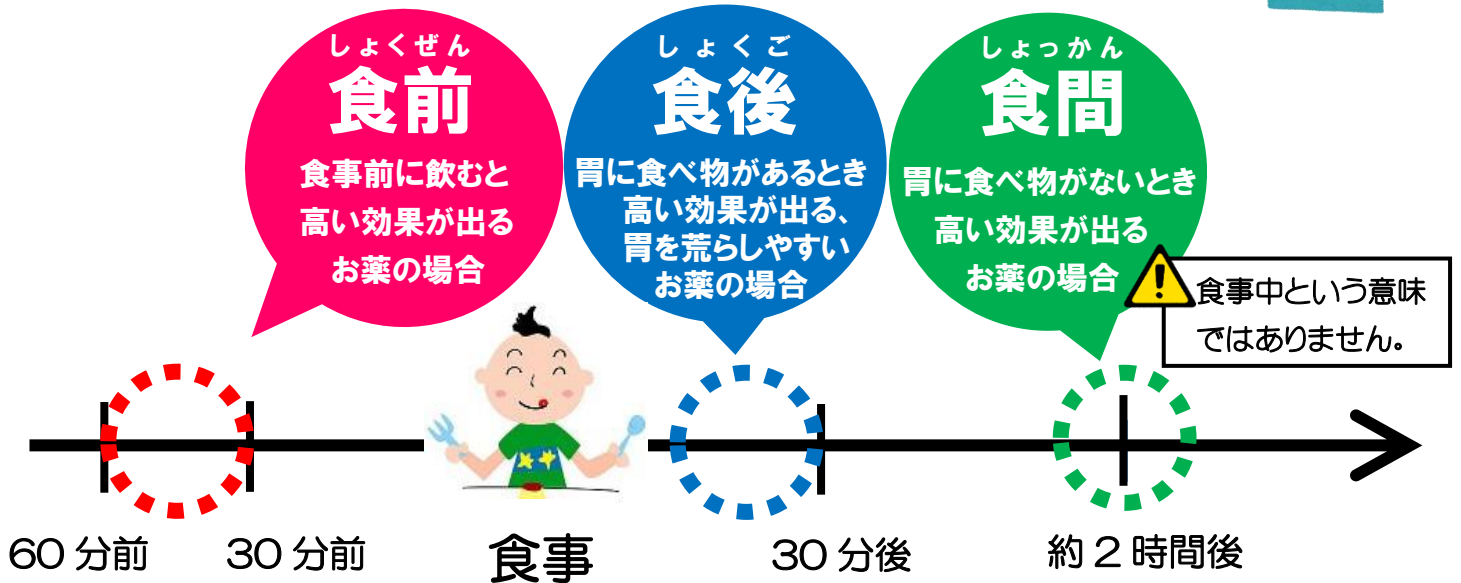 しょくぜん
食前
食事前に飲むと
高い効果が出る
お薬の場合
しょくご
食後
胃に食べ物があるとき
高い効果が出る、
胃を荒らしやすい
お薬の場合
しょっかん
食間
胃に食べ物がないとき
高い効果が出る
お薬の場合
食事中という意味
ではありません。
60分前
30分前
食事
30分後
約2時間後